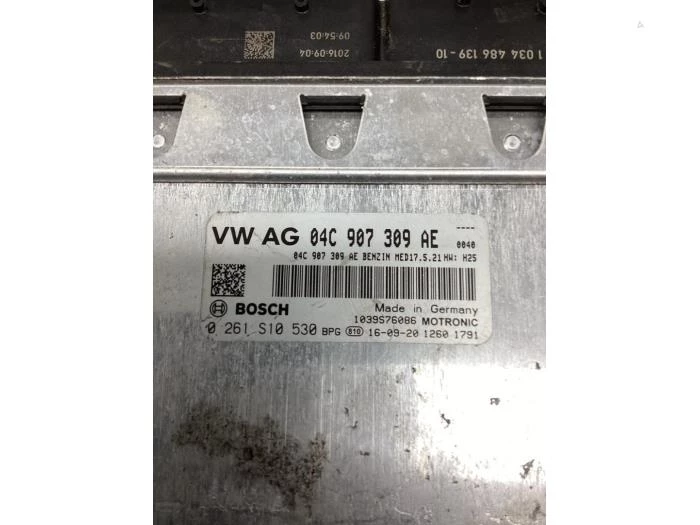 09:54:03
2016-09-04
1 034 486 139-10
VW AG 04C 907 309 AE
----
0040
04C 907 309 AE BENZIN MED17.5.21 HW: H25
BOSCH
Made in Germany
1039S76086 MOTRONIC
0 261 S10 530 BPG 810 16-09-20 1260 1791